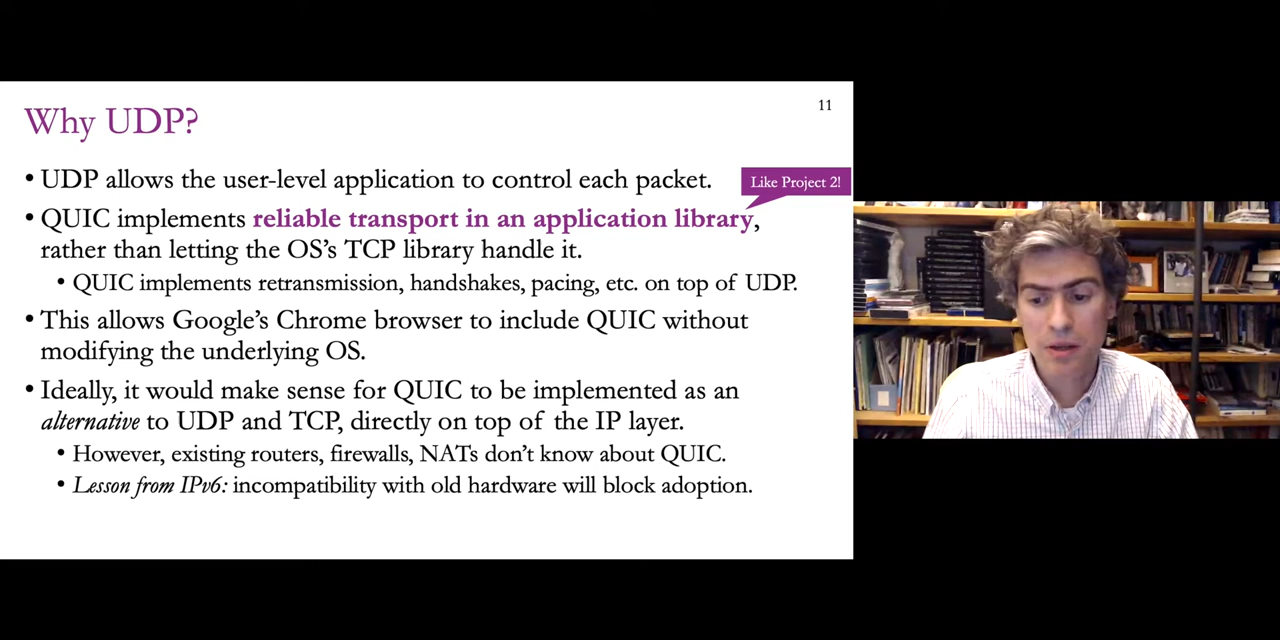 11
Why UDP?
• UDP allows the user-level application to control each packet.
Like Project 2!
• QUIC implements reliable transport in an application library,
rather than letting the OS’s TCP library handle it.
• QUIC implements retransmission, handshakes, pacing, etc. on top of UDP.
• This allows Google’s Chrome browser to include QUIC without
modifying the underlying OS.
• Ideally, it would make sense for QUIC to be implemented as an
alternative to UDP and TCP, directly on top of the IP layer.
• However, existing routers, firewalls, NATs don’t know about QUIC.
• Lesson from IPv6: incompatibility with old hardware will block adoption.